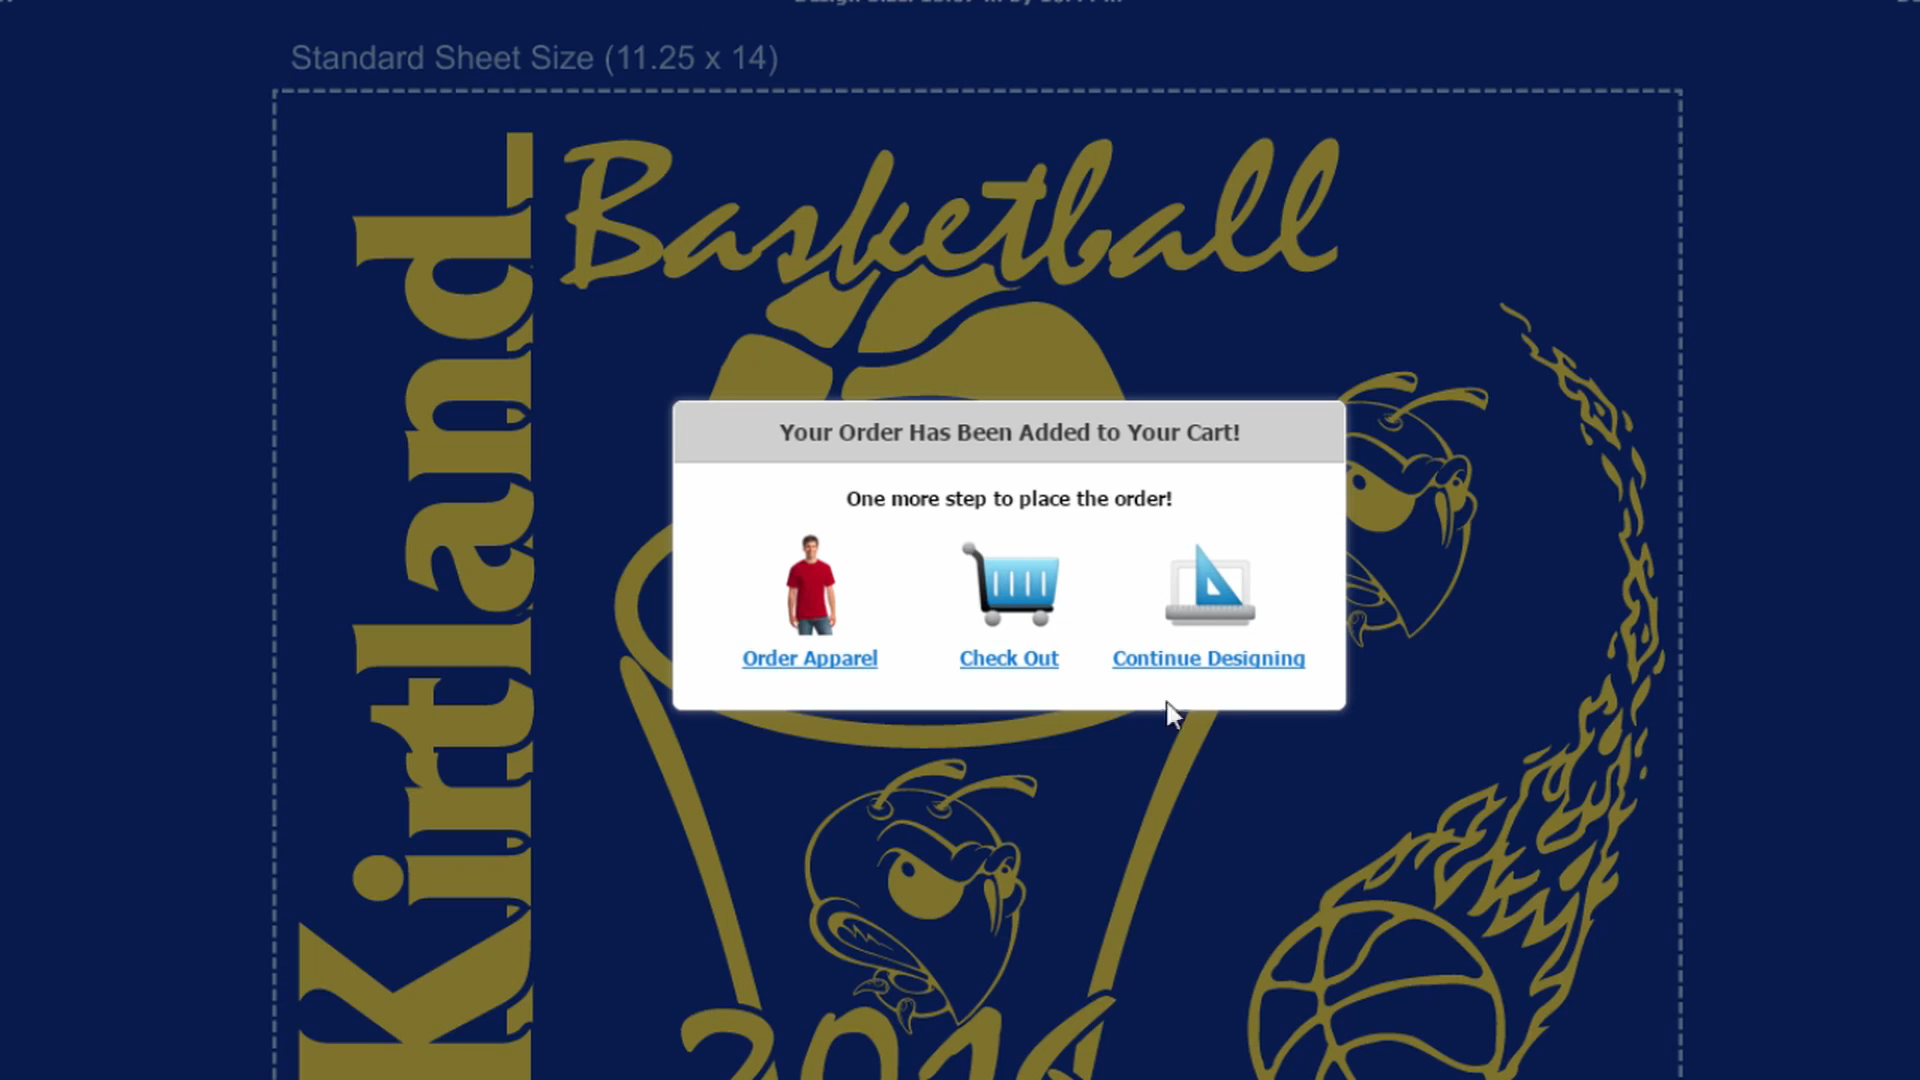 Standard Sheet Size (11.25 x 14)
Basketball
Kirtland
Your Order Has Been Added to Your Cart!
One more step to place the order!
Order Apparel
Check Out
Continue Designing
2016